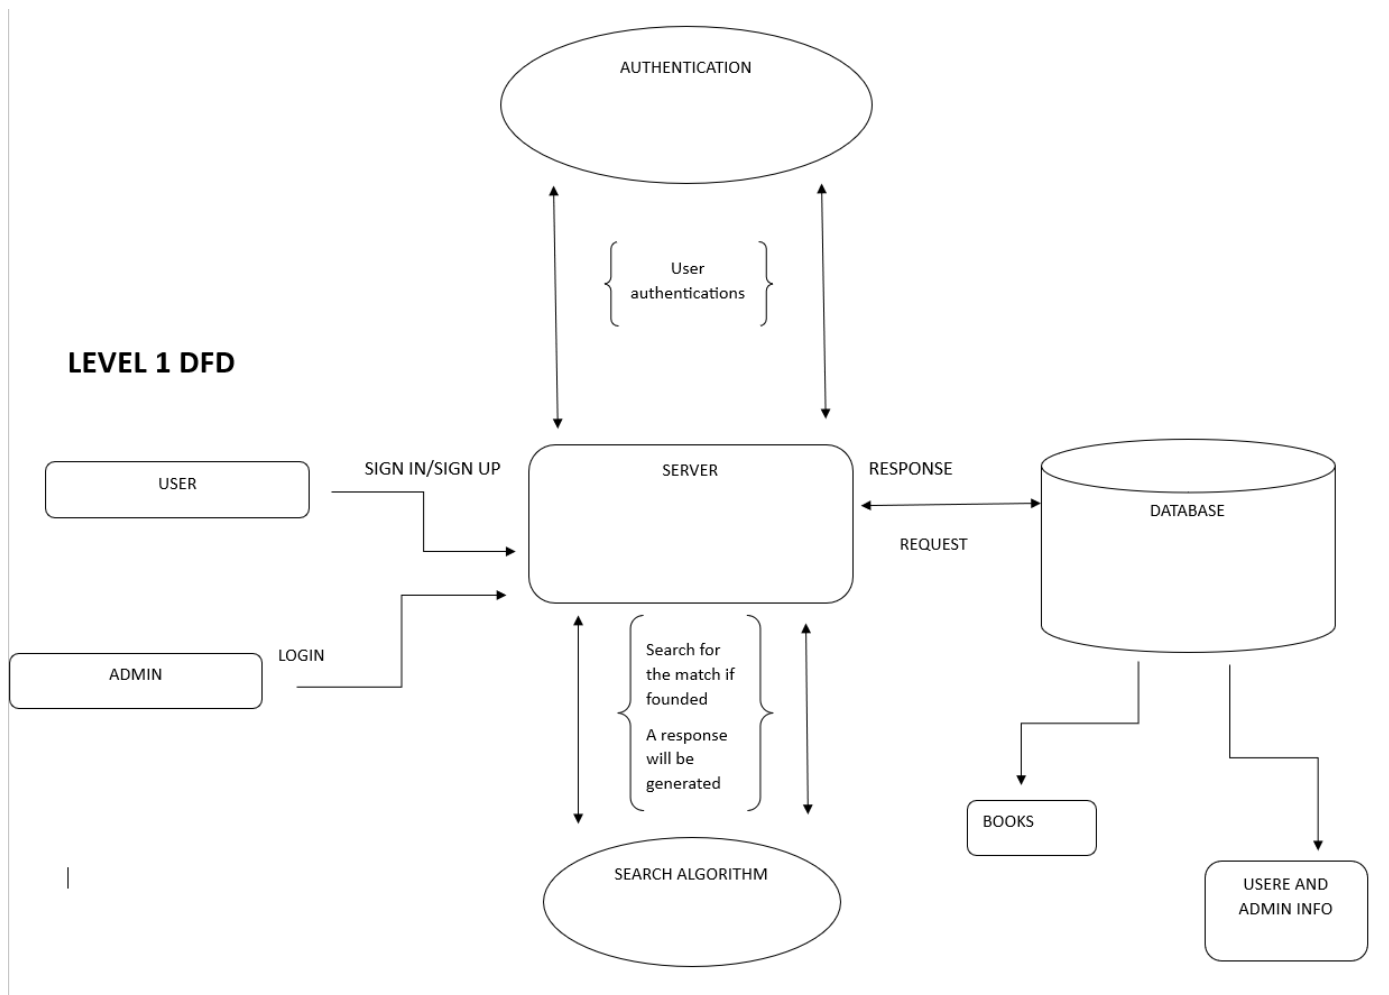 AUTHENTICATION
User
authentications
LEVEL 1 DFD
USER
SIGN IN/SIGN UP
SERVER
RESPONSE
REQUEST
DATABASE
ADMIN
LOGIN
Search for
the match if
founded
A response
will be
generated
BOOKS
SEARCH ALGORITHM
USERE AND
ADMIN INFO